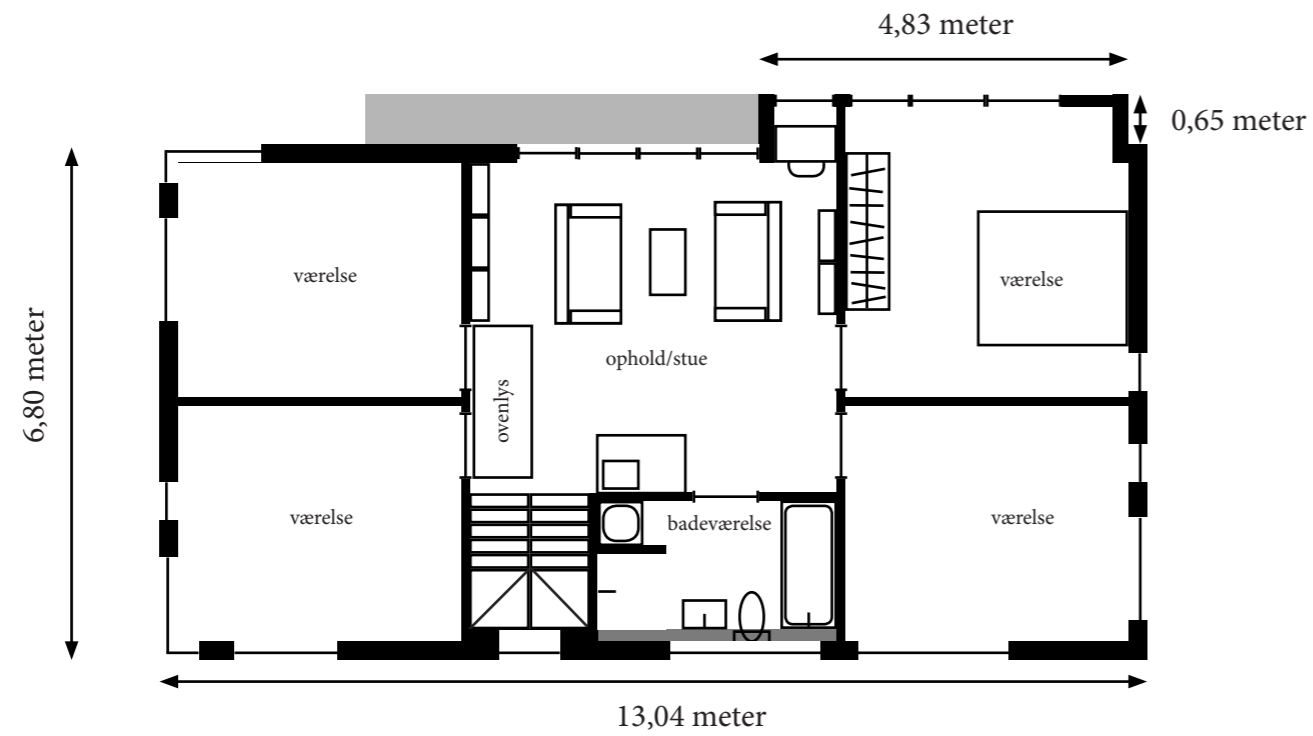 4,83 meter
0,65 meter
6,80 meter
værelse
værelse
ophold/stue
ovenlys
værelse
badeværelse
værelse
13,04 meter